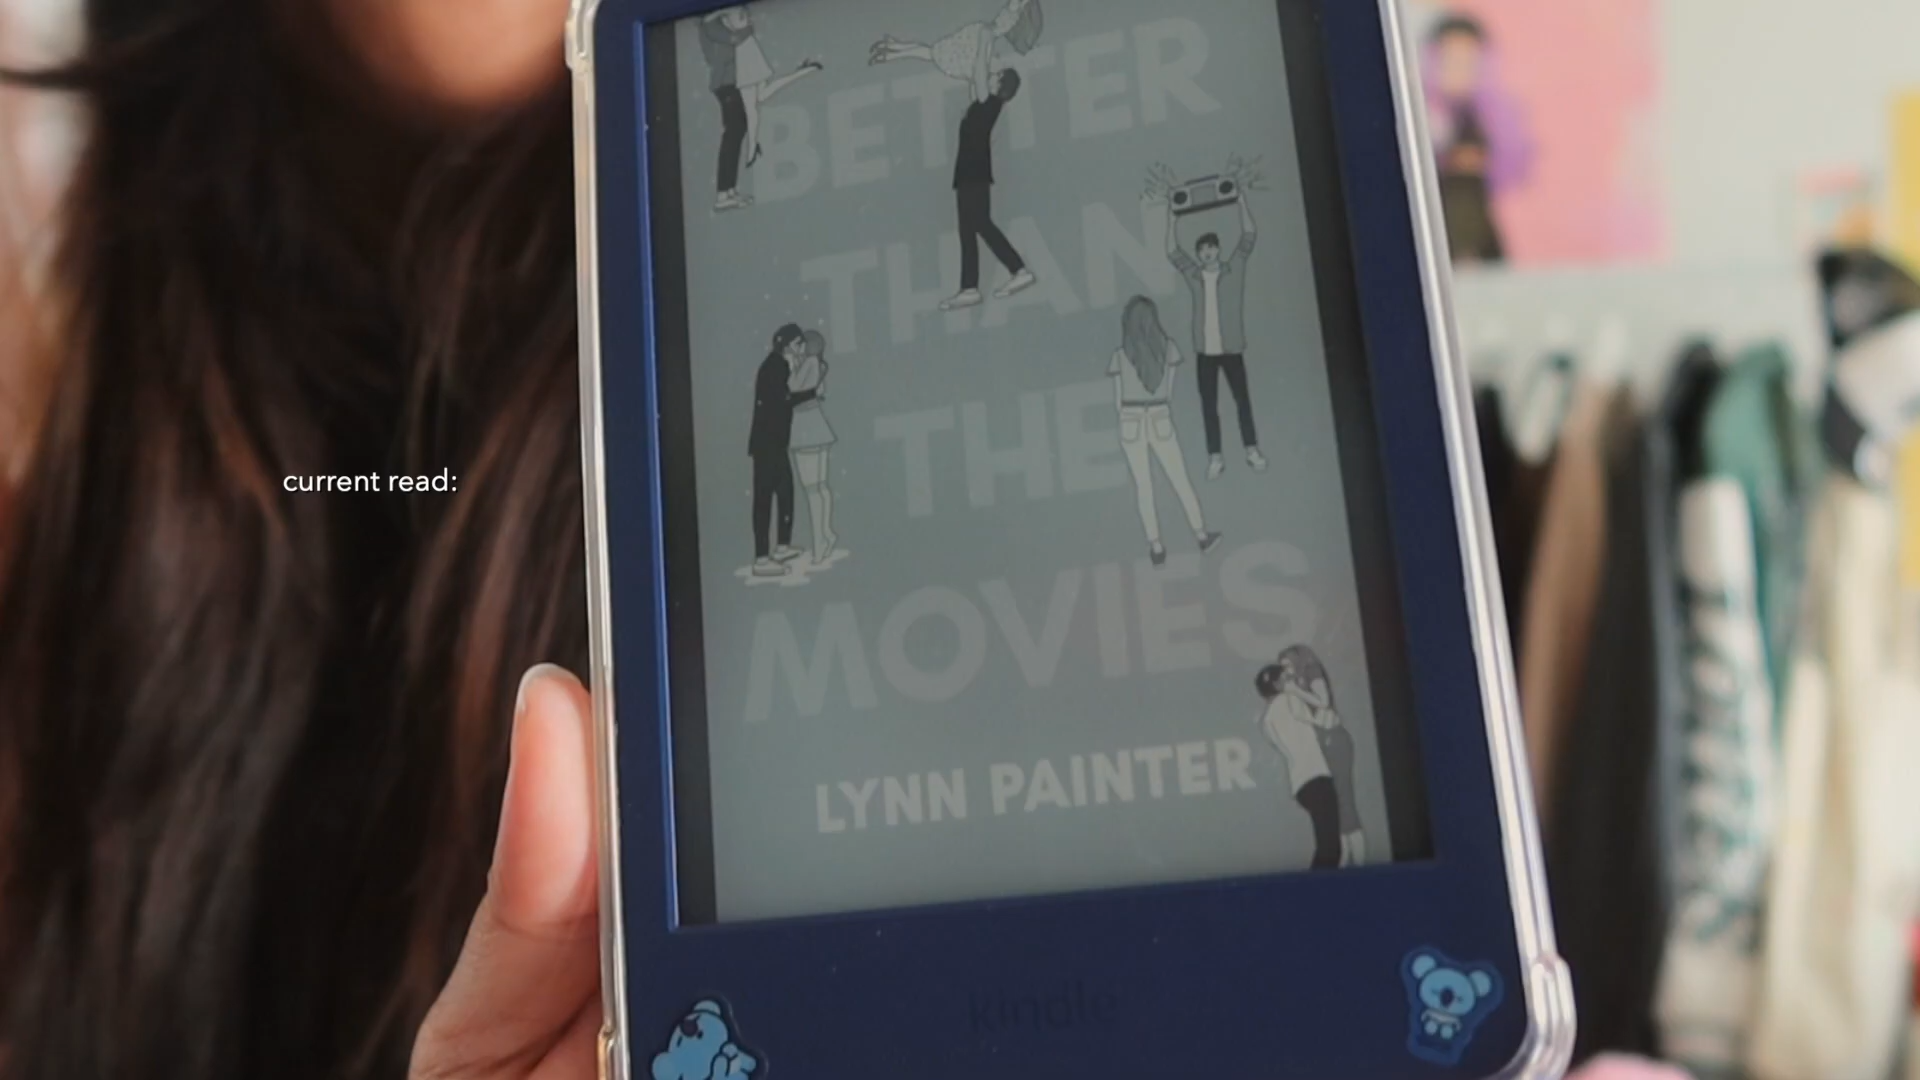 BETTER
THAN
THE
MOVIES
LYNN PAINTER
current read:
kindle